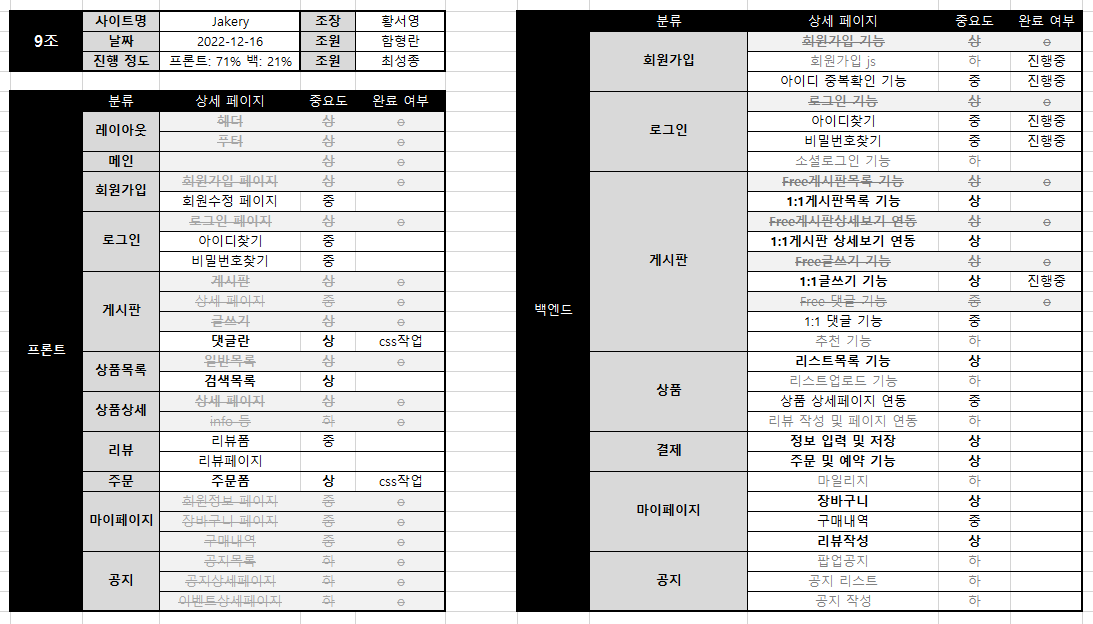 9조 사이트명 Jakery 조장 황서영
날짜 2022-12-16 조원 함형란
진행 정도 프론트: 71% 백: 21% 조원 최성종
프론트
분류 상세 페이지 중요도 완료 여부
레이아웃 헤더 상 o
푸터 상 o
메인 상 o
회원가입 회원가입 페이지 상 o
회원수정 페이지 중
로그인 로그인 페이지 상 o
아이디찾기 중
비밀번호찾기 중
게시판 게시판 상 o
상세 페이지 중 o
글쓰기 상 o
댓글란 상 css작업
상품목록 일반목록 상 o
검색목록 상
상품상세 상세 페이지 상 o
info 등 하 o
리뷰 리뷰폼 중
리뷰페이지
주문 주문폼 상 css작업
마이페이지 회원정보 페이지 중 o
장바구니 페이지 중 o
구매내역 중 o
공지 공지목록 하 o
공지상세페이지 하 o
이벤트상세페이지 하 o
백엔드
분류 상세 페이지 중요도 완료 여부
회원가입 회원가입 기능 상 o
회원가입 js 하 진행중
아이디 중복확인 기능 중 진행중
로그인 로그인 기능 상 o
아이디찾기 중 진행중
비밀번호찾기 중 진행중
소셜로그인 기능 하
게시판 Free게시판목록 기능 상 o
1:1게시판목록 기능 상
Free게시판상세보기 연동 상 o
1:1게시판 상세보기 연동 상
Free글쓰기 기능 상 o
1:1글쓰기 기능 상 진행중
Free 댓글 기능 중 o
1:1 댓글 기능 중
추천 기능 하
상품 리스트목록 기능 상
리스트업로드 기능 하
상품 상세페이지 연동 중
리뷰 작성 및 페이지 연동 하
결제 정보 입력 및 저장 상
주문 및 예약 기능 상
마이페이지 마일리지 하
장바구니 상
구매내역 중
리뷰작성 상
공지 팝업공지 하
공지 리스트 하
공지 작성 하